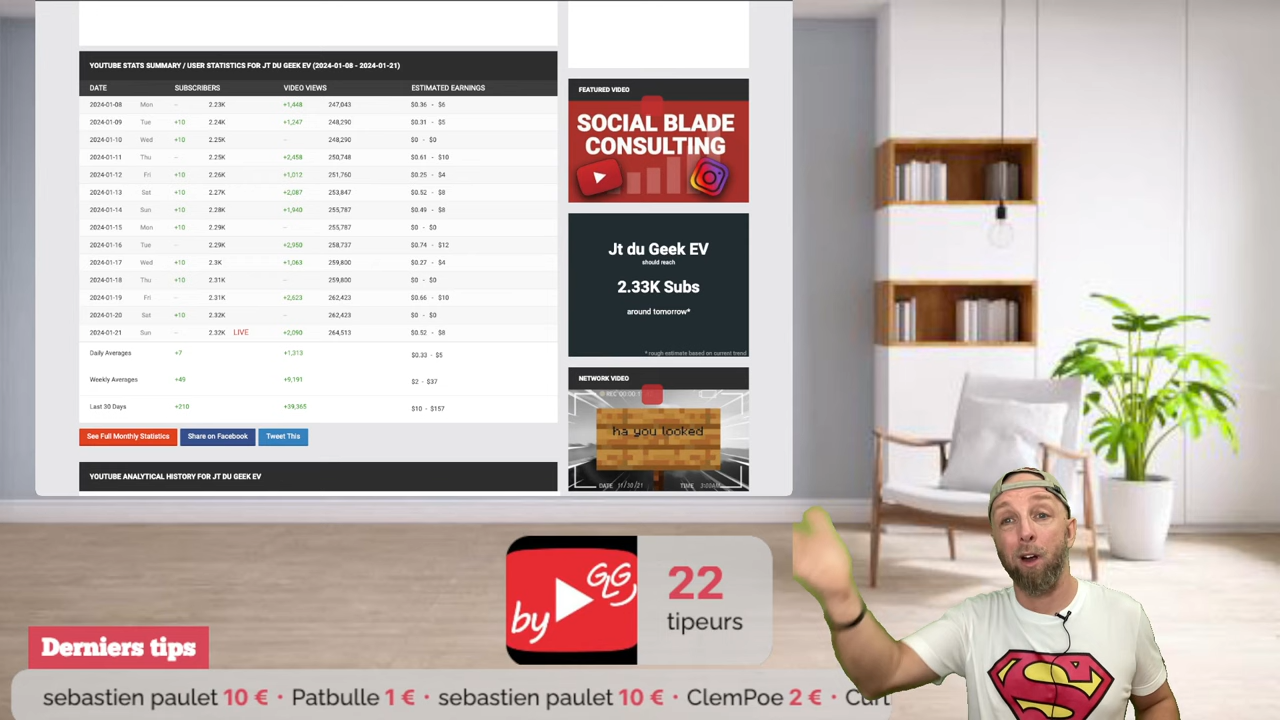 YOUTUBE STATS SUMMARY / USER STATISTICS FOR JT DU GEEK EV (2024-01-08 - 2024-01-21)
DATE SUBSCRIBERS VIDEO VIEWS ESTIMATED EARNINGS
2024-01-08 Mon -- 2.23K +1,448 247,043 $0.36 - $6
2024-01-09 Tue +10 2.24K +1,247 248,290 $0.31 - $5
2024-01-10 Wed +10 2.25K -- 248,290 $0 - $0
2024-01-11 Thu -- 2.25K +2,458 250,748 $0.61 - $10
2024-01-12 Fri +10 2.26K +1,012 251,760 $0.25 - $4
2024-01-13 Sat +10 2.27K +2,087 253,847 $0.52 - $8
2024-01-14 Sun +10 2.28K +1,940 255,787 $0.49 - $8
2024-01-15 Mon +10 2.29K -- 255,787 $0 - $0
2024-01-16 Tue -- 2.29K +2,950 258,737 $0.74 - $12
2024-01-17 Wed +10 2.3K +1,063 259,800 $0.27 - $4
2024-01-18 Thu +10 2.31K -- 259,800 $0 - $0
2024-01-19 Fri -- 2.31K +2,623 262,423 $0.66 - $10
2024-01-20 Sat +10 2.32K -- 262,423 $0 - $0
2024-01-21 Sun -- 2.32K LIVE +2,090 264,513 $0.52 - $8
Daily Averages +7 +1,313 $0.33 - $5
Weekly Averages +49 +9,191 $2 - $37
Last 30 Days +210 +39,365 $10 - $157
See Full Monthly Statistics Share on Facebook Tweet This
YOUTUBE ANALYTICAL HISTORY FOR JT DU GEEK EV
FEATURED VIDEO
SOCIAL BLADE
CONSULTING
Jt du Geek EV
should reach
2.33K Subs
around tomorrow*
* rough estimate based on current trend
NETWORK VIDEO
ha you looked
DATE 11/30/21 TIME 3:00AM
by GLG
22
tipeurs
Derniers tips
sebastien paulet 10 € · Patbulle 1 € · sebastien paulet 10 € · ClemPoe 2 € ·